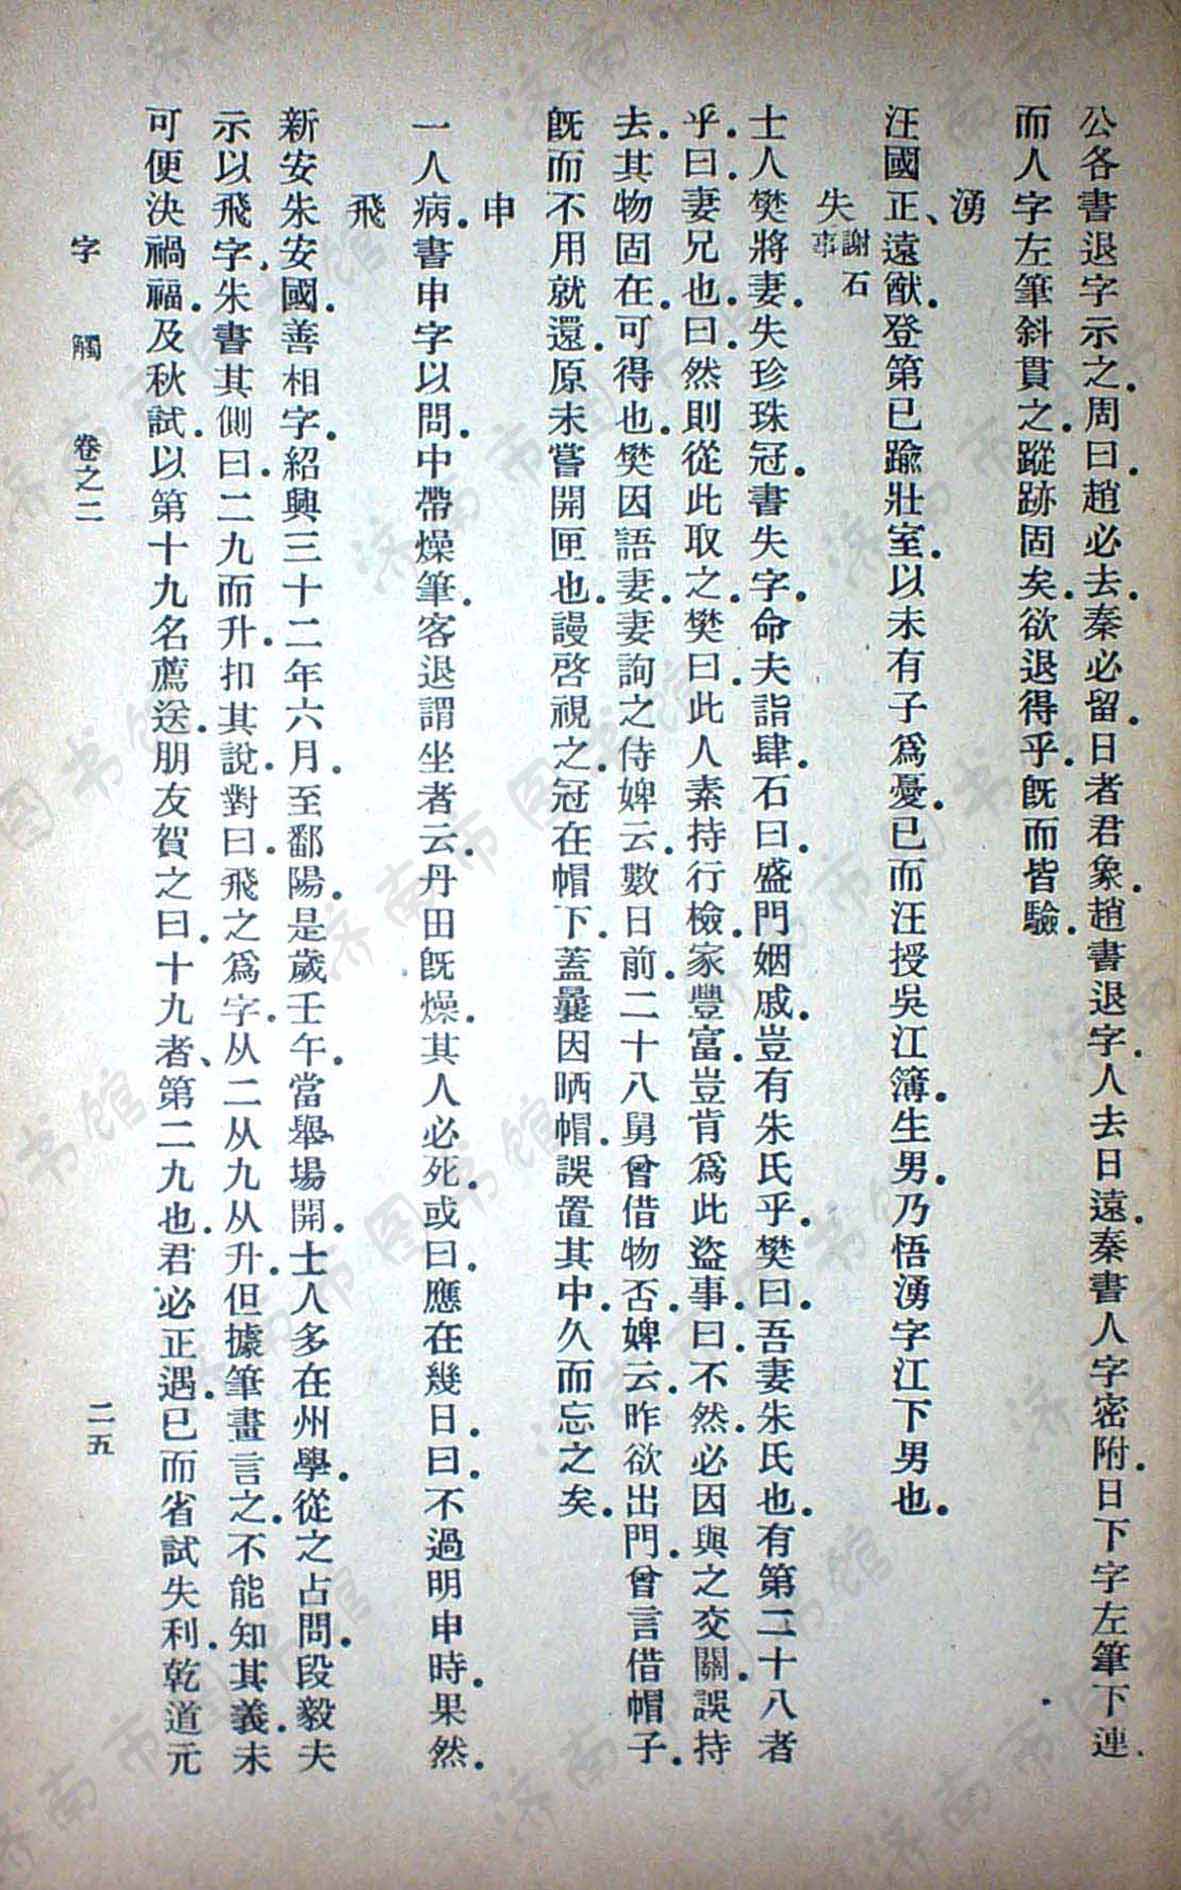 公各書退字示之。周曰。趙必去。秦必留。日者君象。趙書退字。人去日遠。秦書人字密附。日下字左筆下連。
而人字左筆斜貫之。蹤跡固矣。欲退得乎。旣而皆驗。
湧
汪國正、遠猷。登第已踰壯室。以未有子爲憂。已而汪授吳江簿。生男。乃悟湧字江下男也。
失 謝石事
士人樊將妻。失珍珠冠。書失字。命夫詣肆。石曰。盛門姻戚。豈有朱氏乎。樊曰。吾妻朱氏也。有第二十八者
乎。曰。妻兄也。曰。然則從此取之。樊曰。此人素持行檢。家豐富。豈肯爲此盜事。曰。不然。必因與之交關。誤持
去。其物固在。可得也。樊因語妻。妻詢之侍婢云。數日前。二十八舅曾借物否。婢云。昨欲出門。曾言借帽子。
旣而不用就還。原未嘗開匣也。謾啓視之。冠在帽下。蓋曩因晒帽。誤置其中。久而忘之矣。
申
一人病。書申字以問。中帶燥筆。客退謂坐者云。丹田旣燥。其人必死。或曰。應在幾日。曰。不過明申時。果然。
飛
新安朱安國。善相字。紹興三十二年六月。至鄱陽。是歲壬午。當舉場開。士人多在州學。從之占問。段毅夫
示以飛字。朱書其側曰。二九而升。扣其說。對曰。飛之爲字。从二从九从升。但據筆畫言之。不能知其義。未
可便決禍福。及秋試。以第十九名薦送。朋友賀之曰。十九者、第二九也。君必正遇。已而省試失利。乾道元
字觸 卷之二 二五
济南市图书馆